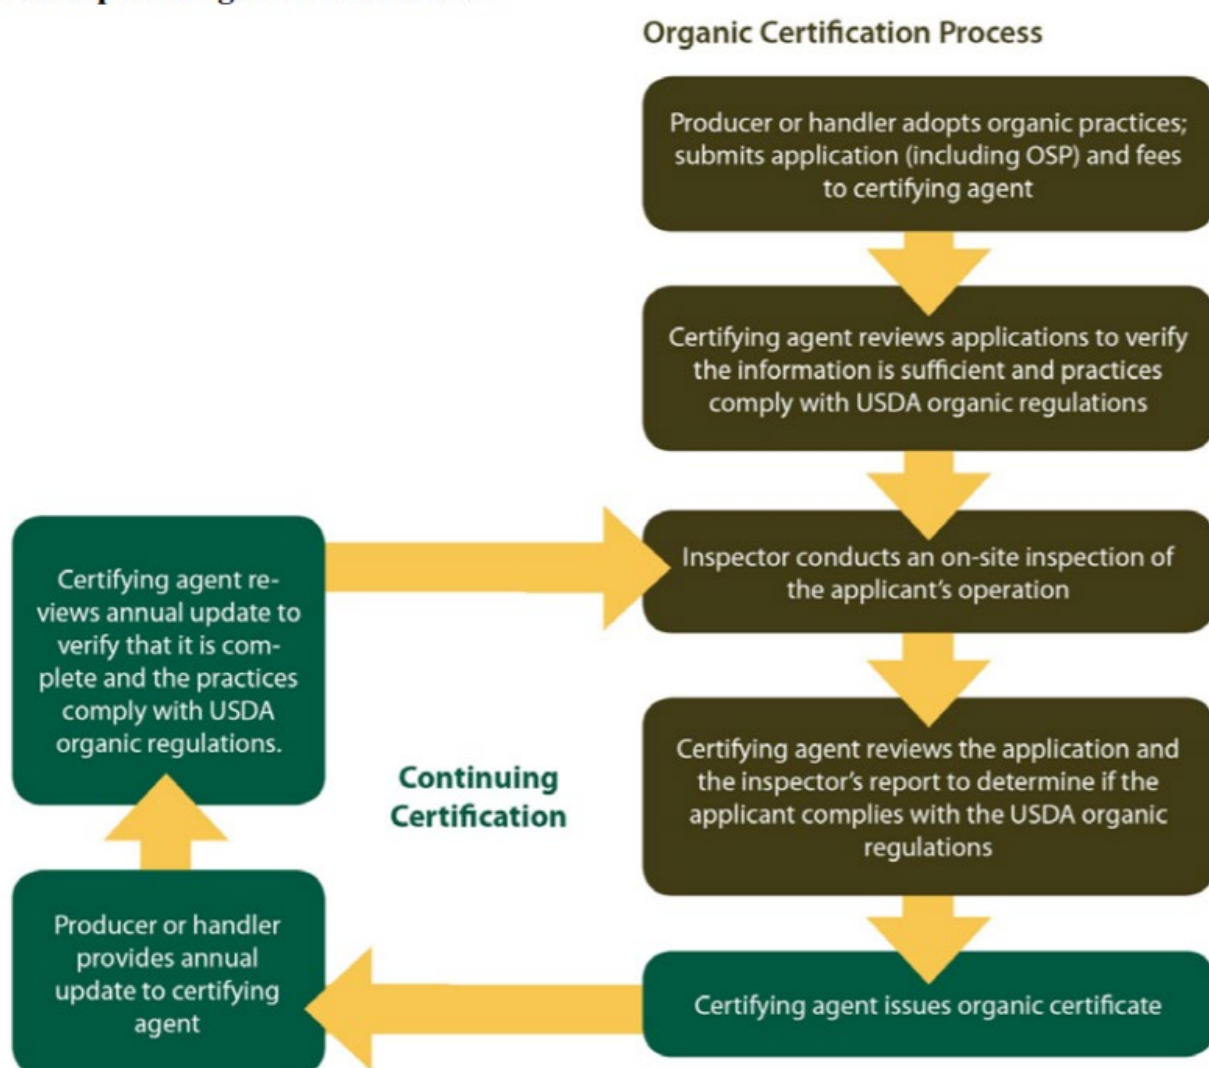 Organic Certification Process
Producer or handler adopts organic practices;
submits application (including OSP) and fees
to certifying agent
Certifying agent reviews applications to verify
the information is sufficient and practices
comply with USDA organic regulations
Inspector conducts an on-site inspection of
the applicant's operation
Certifying agent reviews the application and
the inspector's report to determine if the
applicant complies with the USDA organic
regulations
Certifying agent issues organic certificate
Continuing
Certification
Producer or handler
provides annual
update to certifying
agent
Certifying agent re-
views annual update to
verify that it is com-
plete and the practices
comply with USDA
organic regulations.